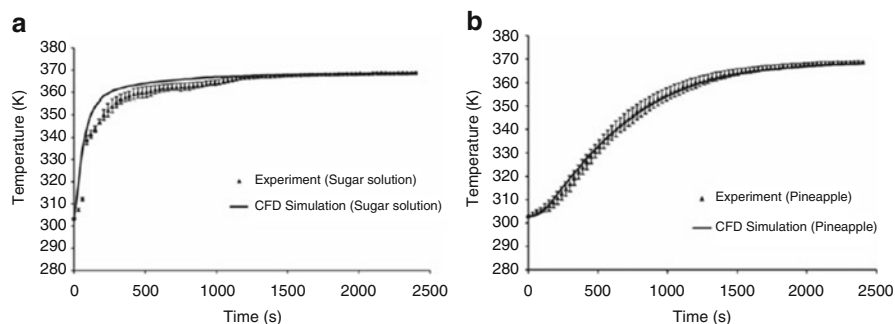 a
380
370
360
350
340
330
320
310
300
290
280
Temperature (K)
Experiment (Sugar solution)
CFD Simulation (Sugar solution)
0 500 1000 1500 2000 2500
Time (s)
b
380
370
360
350
340
330
320
310
300
290
280
Temperature (K)
Experiment (Pineapple)
CFD Simulation (Pineapple)
0 500 1000 1500 2000 2500
Time (s)